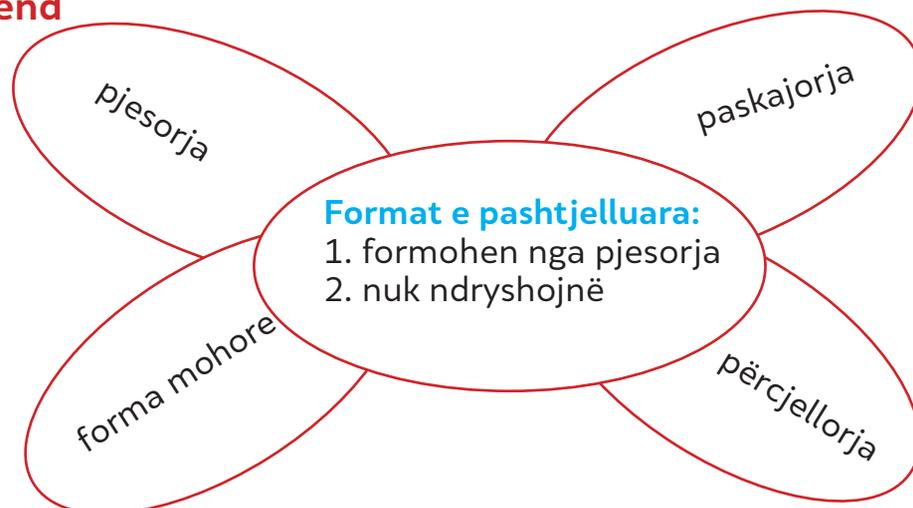 end
pjesorja
paskajorja
Format e pashtjelluara:
1. formohen nga pjesorja
2. nuk ndryshojnë
forma mohore
përcjellorja